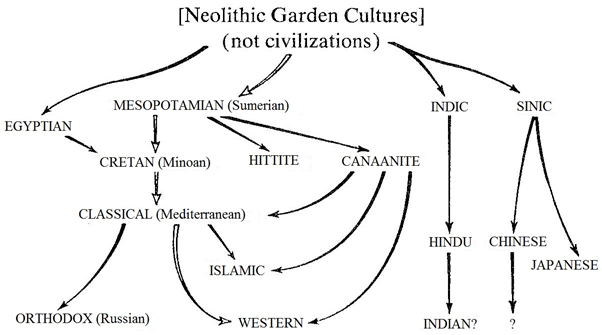 [Neolithic Garden Cultures]
(not civilizations)
MESOPOTAMIAN (Sumerian)
INDIC
SINIC
EGYPTIAN
CRETAN (Minoan)
HITTITE
CANAANITE
CLASSICAL (Mediterranean)
HINDU
CHINESE
JAPANESE
ISLAMIC
ORTHODOX (Russian)
WESTERN
INDIAN?
?